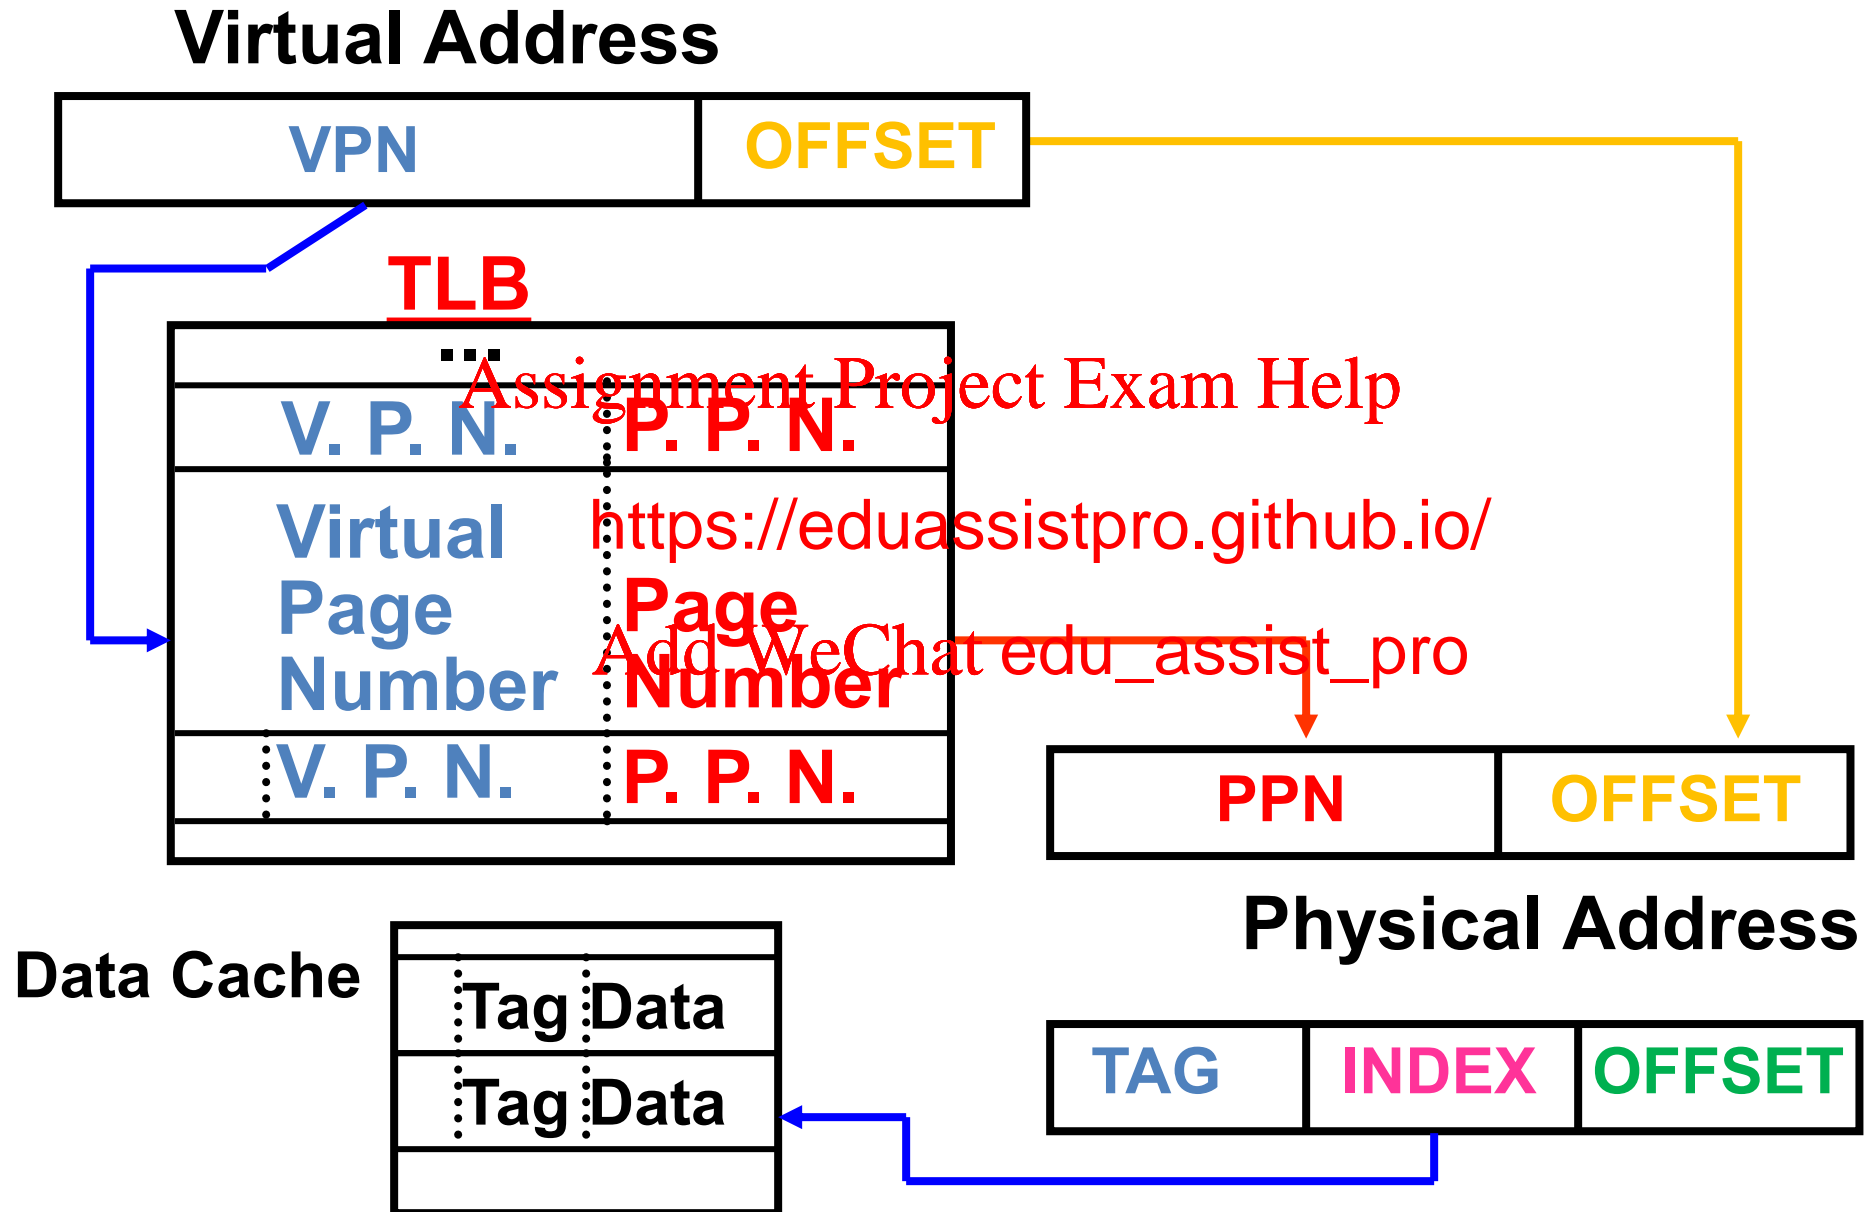 Virtual Address
VPN OFFSET
TLB
...
Assignment Project Exam Help
V. P. N. P. P. N.
Virtual
https://eduassistpro.github.io/
Page Page
Add WeChat edu_assist_pro
Number Number
V. P. N. P. P. N.
PPN OFFSET
Physical Address
Data Cache
Tag Data
TAG INDEX OFFSET
Tag Data